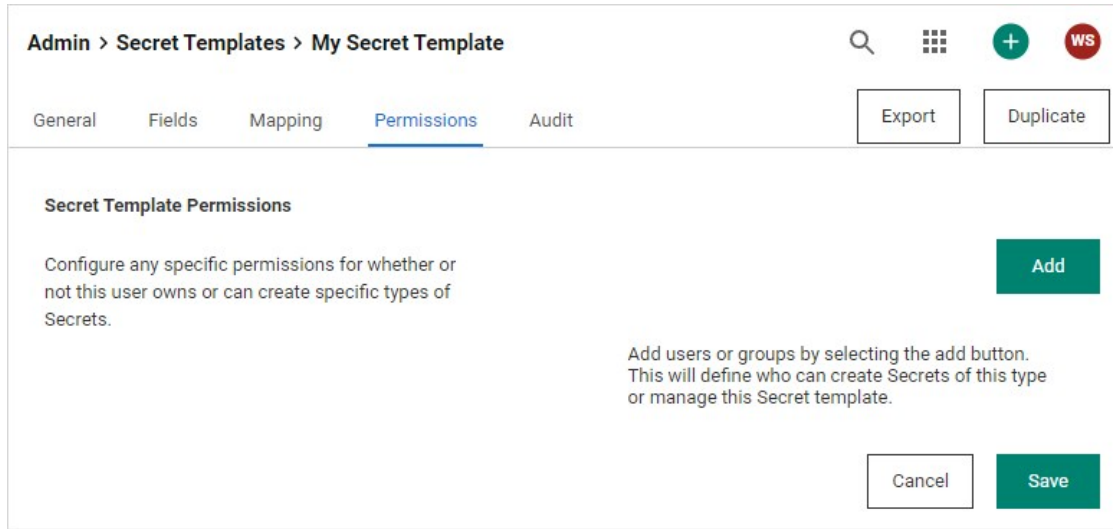 Admin > Secret Templates > My Secret Template
+
WS
General Fields Mapping Permissions Audit Export Duplicate
Secret Template Permissions
Configure any specific permissions for whether or
not this user owns or can create specific types of
Secrets.
Add
Add users or groups by selecting the add button.
This will define who can create Secrets of this type
or manage this Secret template.
Cancel Save